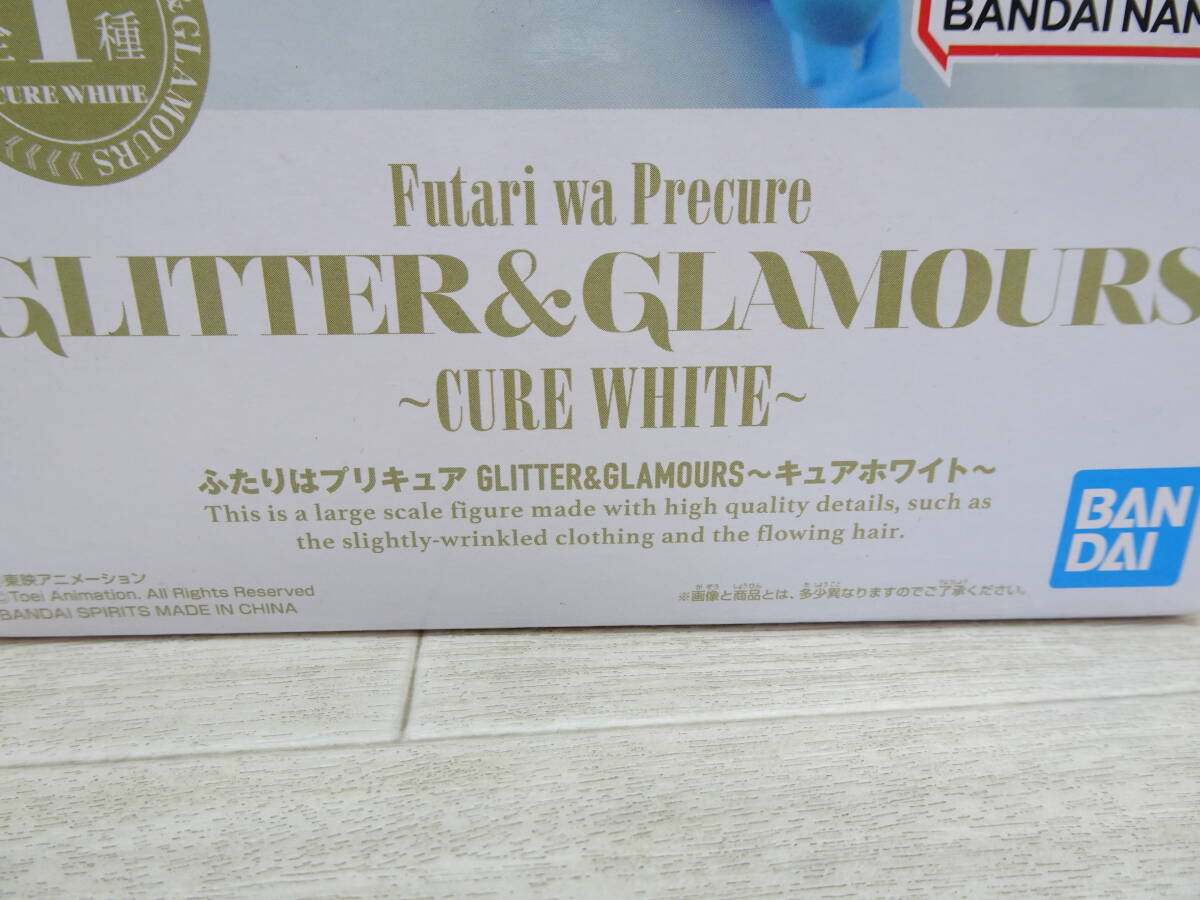 全1種
CURE WHITE
&GLAMOURS
BANDAI NAM
Futari wa Precure
GLITTER&GLAMOURS
~CURE WHITE~
ふたりはプリキュア GLITTER&GLAMOURS～キュアホワイト～
This is a large scale figure made with high quality details, such as
the slightly-wrinkled clothing and the flowing hair.
BAN
DAI
東映アニメーション
©Toei Animation. All Rights Reserved
BANDAI SPIRITS MADE IN CHINA
※画像と商品とは、多少異なりますのでご了承ください。